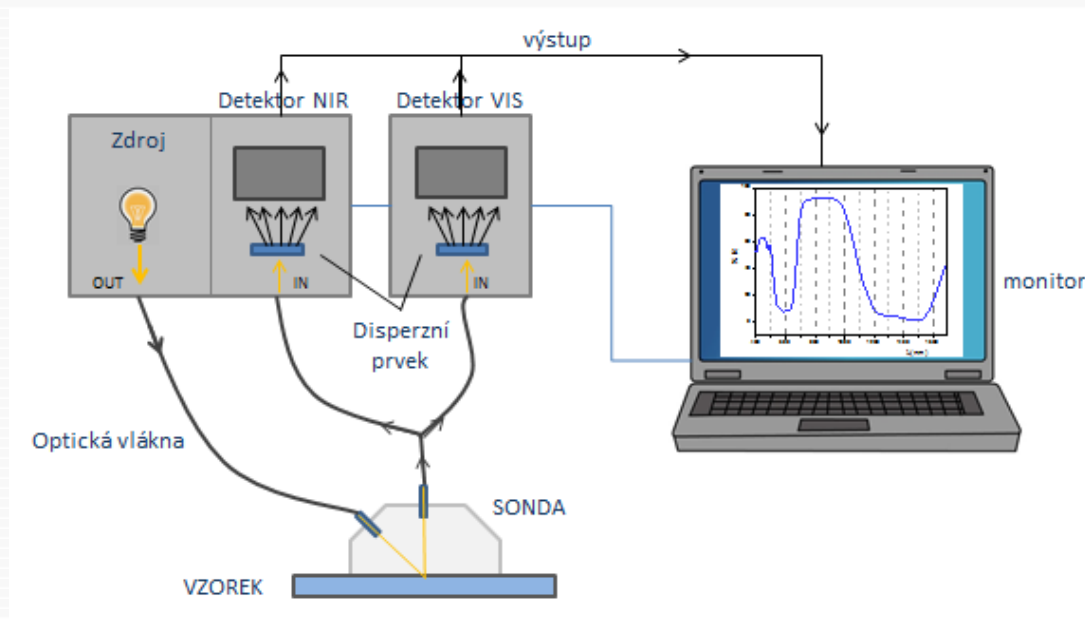 výstup
Detektor NIR
Detektor VIS
Zdroj
OUT
IN
IN
Disperzní
prvek
monitor
Optická vlákna
SONDA
VZOREK